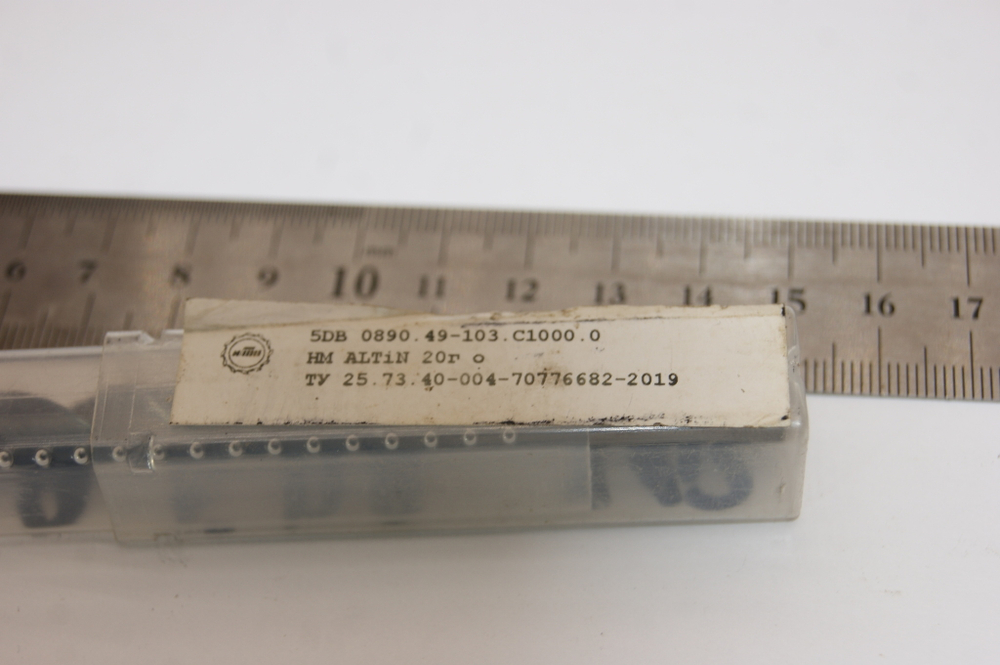 6 7 8 9 10 11 12 13 14 15 16 17
mm
5DB 0890.49-103.C1000.0
HM ALTiN 20г о
ТУ 25.73.40-004-70776682-2019